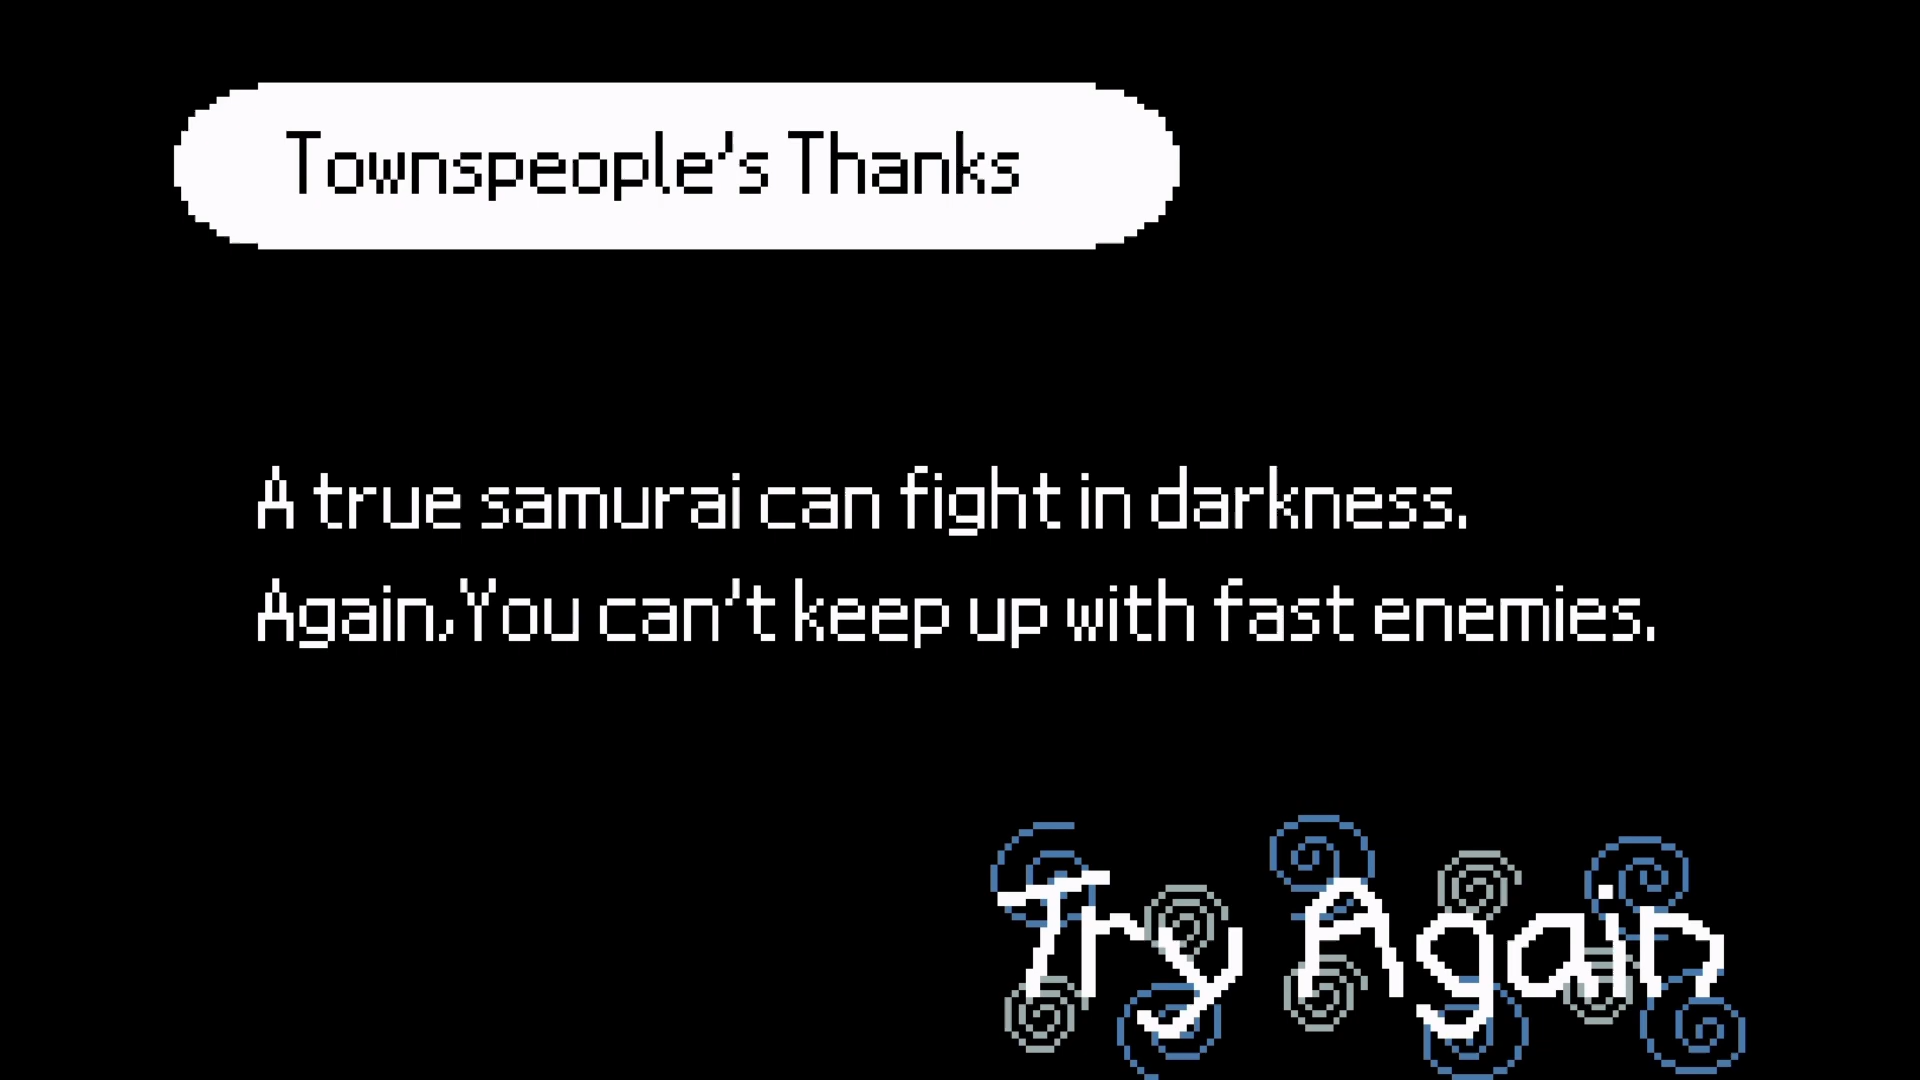 Townspeople's Thanks
A true samurai can fight in darkness.
Again,You can't keep up with fast enemies.
Try Again